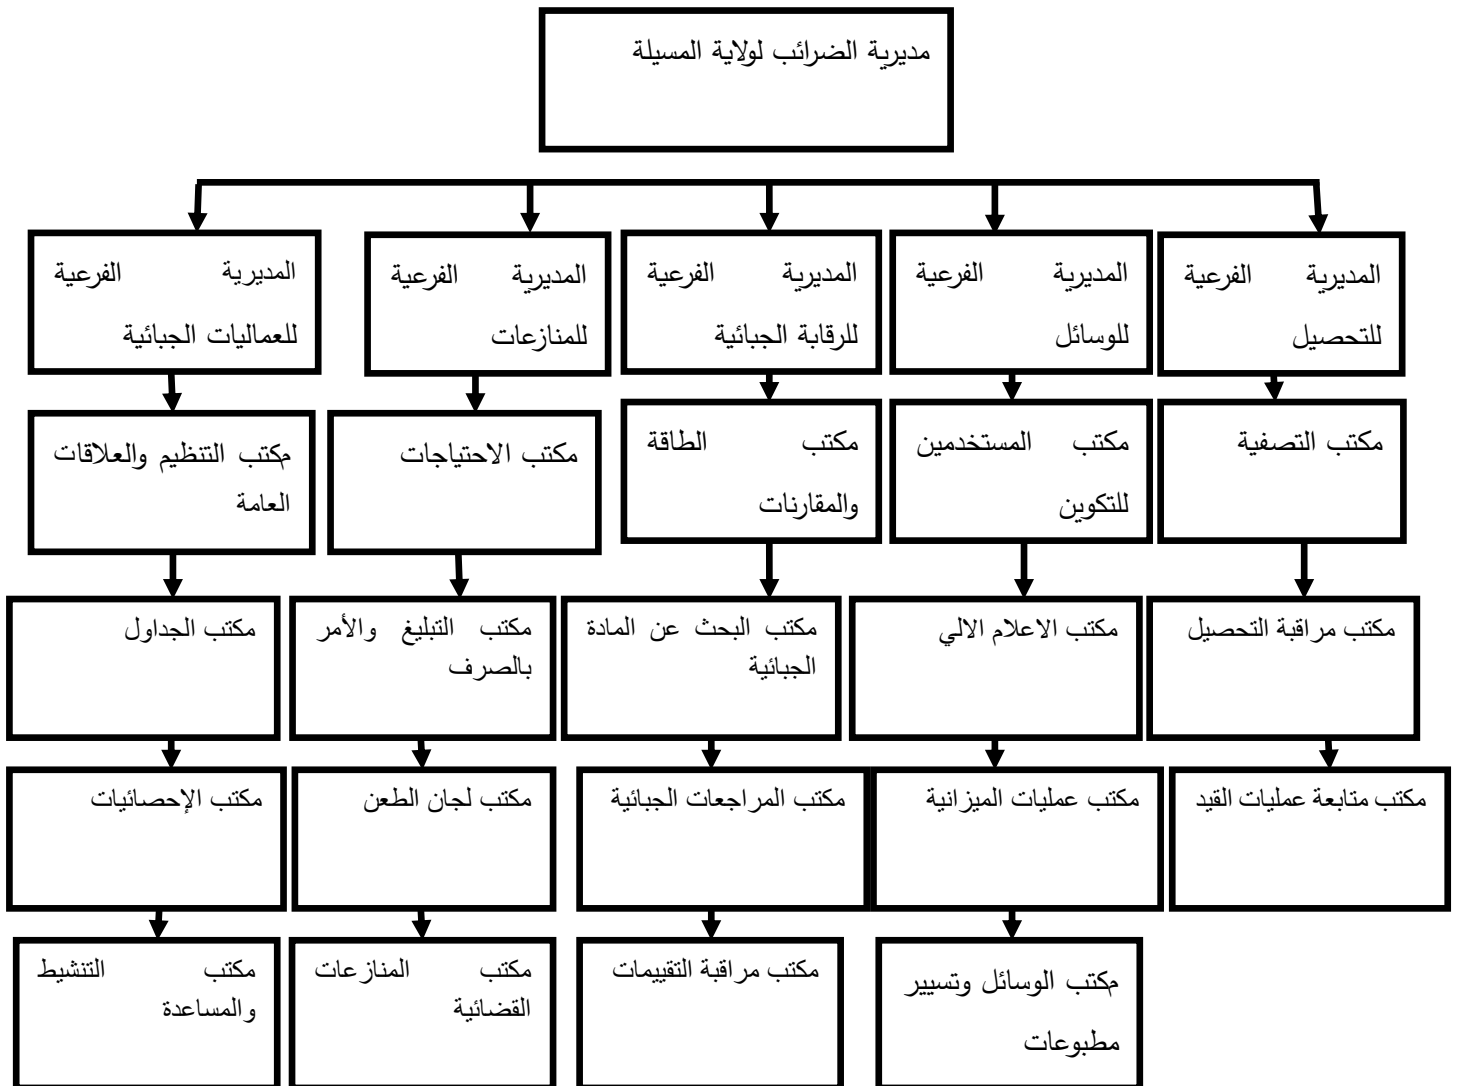 مديرية الضرائب لولاية المسيلة
المديرية الفرعية
للتحصيل
المديرية الفرعية
للوسائل
المديرية الفرعية
للرقابة الجبائية
المديرية الفرعية
للمنازعات
المديرية الفرعية
للعماليات الجبائية
مكتب التصفية
مكتب المستخدمين
للتكوين
مكتب الطاقة
والمقارنات
مكتب الاحتياجات
مكتب التنظيم والعلاقات
العامة
مكتب مراقبة التحصيل
مكتب الاعلام الالي
مكتب البحث عن المادة
الجبائية
مكتب التبليغ والأمر
بالصرف
مكتب الجداول
مكتب متابعة عمليات القيد
مكتب عمليات الميزانية
مكتب المراجعات الجبائية
مكتب لجان الطعن
مكتب الإحصائيات
مكتب الوسائل وتسيير
مطبوعات
مكتب مراقبة التقييمات
مكتب المنازعات
القضائية
مكتب التنشيط
والمساعدة